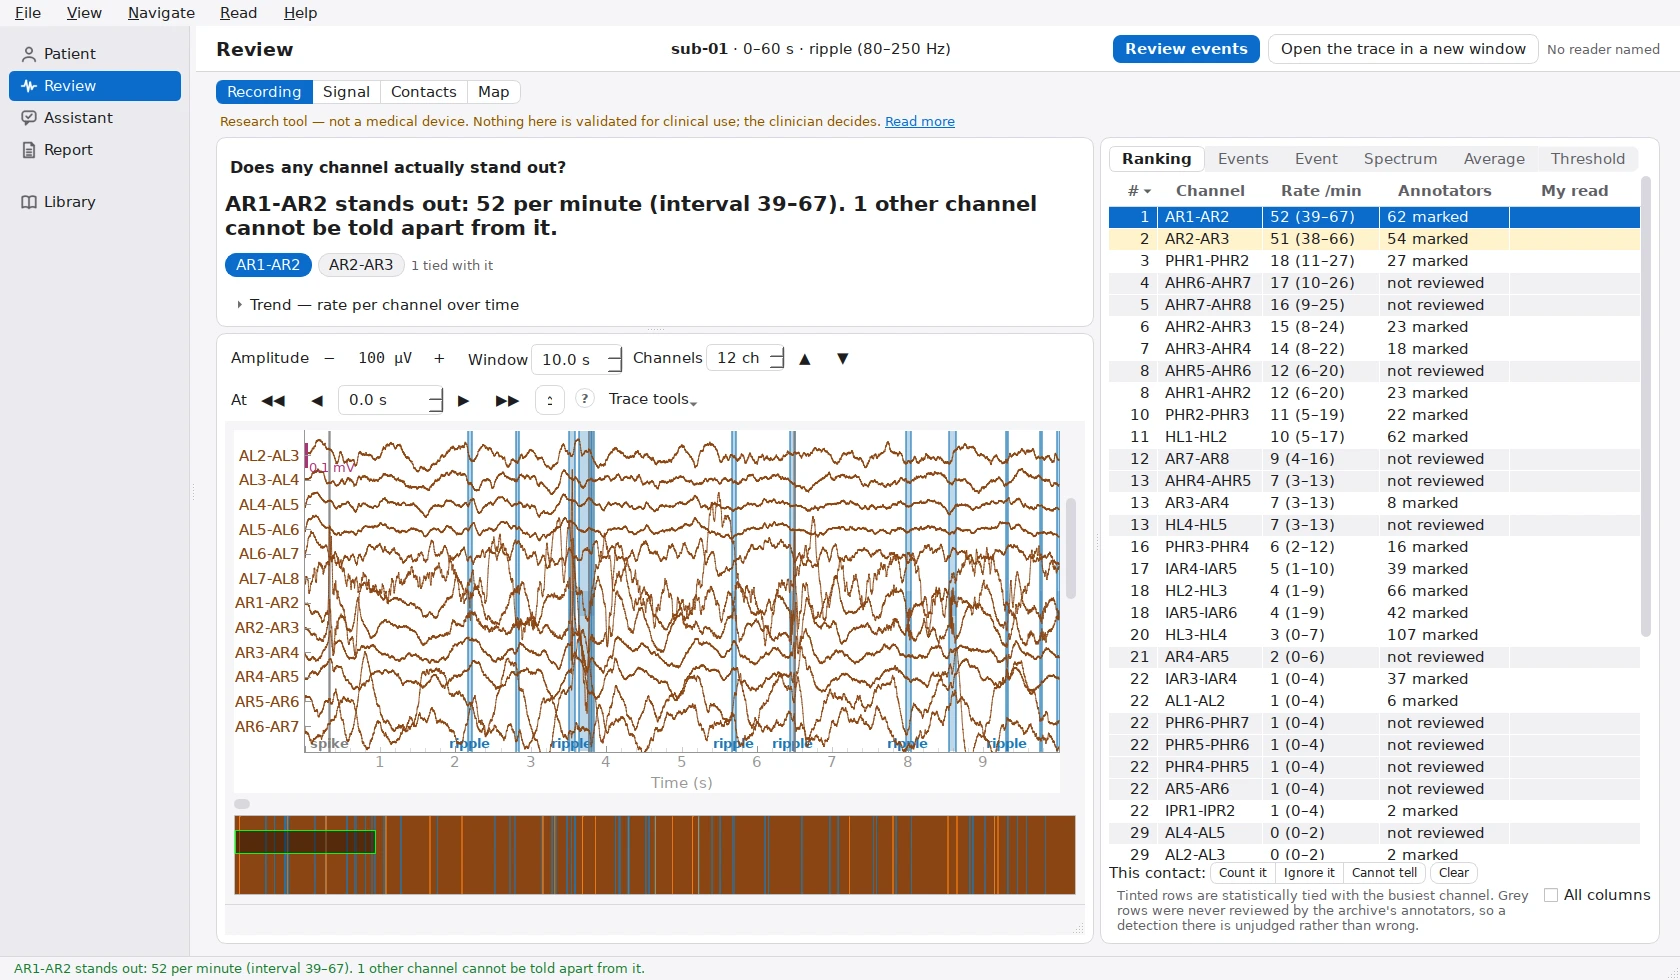 File View Navigate Read Help
Patient
Review
Assistant
Report
Library
Review
sub-01 · 0–60 s · ripple (80–250 Hz)
Review events
Open the trace in a new window
No reader named
Recording Signal Contacts Map
Research tool — not a medical device. Nothing here is validated for clinical use; the clinician decides. Read more
Does any channel actually stand out?
AR1-AR2 stands out: 52 per minute (interval 39–67). 1 other channel
cannot be told apart from it.
AR1-AR2 AR2-AR3 1 tied with it
Trend — rate per channel over time
Amplitude − 100 µV + Window 10.0 s Channels 12 ch
At 0.0 s ? Trace tools
AL2-AL3
0.1 mV
AL3-AL4
AL4-AL5
AL5-AL6
AL6-AL7
AL7-AL8
AR1-AR2
AR2-AR3
AR3-AR4
AR4-AR5
AR5-AR6
AR6-AR7
spike ripple ripple ripple ripple ripple ripple
1 2 3 4 5 6 7 8 9
Time (s)
Ranking Events Event Spectrum Average Threshold
# Channel Rate /min Annotators My read
1 AR1-AR2 52 (39–67) 62 marked
2 AR2-AR3 51 (38–66) 54 marked
3 PHR1-PHR2 18 (11–27) 27 marked
4 AHR6-AHR7 17 (10–26) not reviewed
5 AHR7-AHR8 16 (9–25) not reviewed
6 AHR2-AHR3 15 (8–24) 23 marked
7 AHR3-AHR4 14 (8–22) 18 marked
8 AHR5-AHR6 12 (6–20) not reviewed
8 AHR1-AHR2 12 (6–20) 23 marked
10 PHR2-PHR3 11 (5–19) 22 marked
11 HL1-HL2 10 (5–17) 62 marked
12 AR7-AR8 9 (4–16) not reviewed
13 AHR4-AHR5 7 (3–13) not reviewed
13 AR3-AR4 7 (3–13) 8 marked
13 HL4-HL5 7 (3–13) not reviewed
16 PHR3-PHR4 6 (2–12) 16 marked
17 IAR4-IAR5 5 (1–10) 39 marked
18 HL2-HL3 4 (1–9) 66 marked
18 IAR5-IAR6 4 (1–9) 42 marked
20 HL3-HL4 3 (0–7) 107 marked
21 AR4-AR5 2 (0–6) not reviewed
22 IAR3-IAR4 1 (0–4) 37 marked
22 AL1-AL2 1 (0–4) 6 marked
22 PHR6-PHR7 1 (0–4) not reviewed
22 PHR5-PHR6 1 (0–4) not reviewed
22 PHR4-PHR5 1 (0–4) not reviewed
22 AR5-AR6 1 (0–4) not reviewed
22 IPR1-IPR2 1 (0–4) 2 marked
29 AL4-AL5 0 (0–2) not reviewed
29 AL2-AL3 0 (0–2) 2 marked
This contact: Count it Ignore it Cannot tell Clear
Tinted rows are statistically tied with the busiest channel. Grey
rows were never reviewed by the archive's annotators, so a
detection there is unjudged rather than wrong.
All columns
AR1-AR2 stands out: 52 per minute (interval 39–67). 1 other channel cannot be told apart from it.